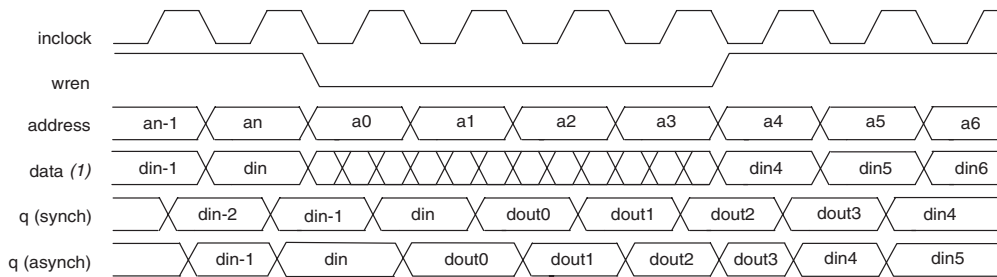 inclock
wren
address an-1 an a0 a1 a2 a3 a4 a5 a6
data (1) din-1 din din4 din5 din6
q (synch) din-2 din-1 din dout0 dout1 dout2 dout3 din4
q (asynch) din-1 din dout0 dout1 dout2 dout3 din4 din5